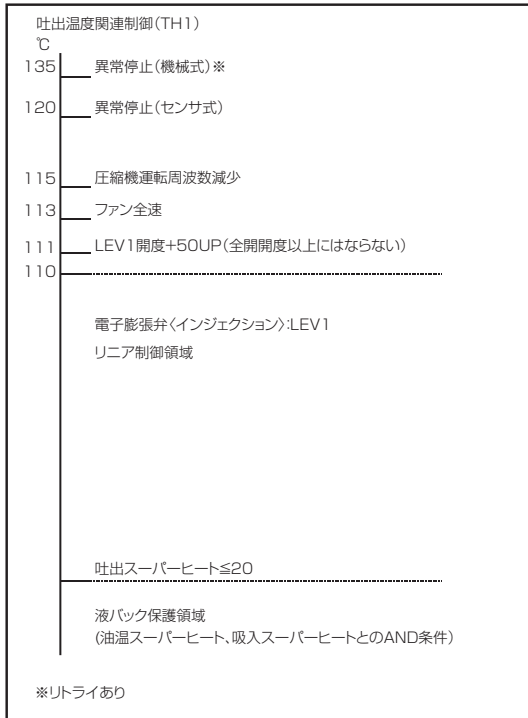 吐出温度関連制御（TH1）
℃
135 異常停止（機械式）※
120 異常停止（センサ式）
115 圧縮機運転周波数減少
113 ファン全速
111 LEV1開度+50UP（全開開度以上にはならない）
110
電子膨張弁〈インジェクション〉：LEV1
リニア制御領域
吐出スーパーヒート≦20
液バック保護領域
（油温スーパーヒート、吸入スーパーヒートとのAND条件）
※リトライあり